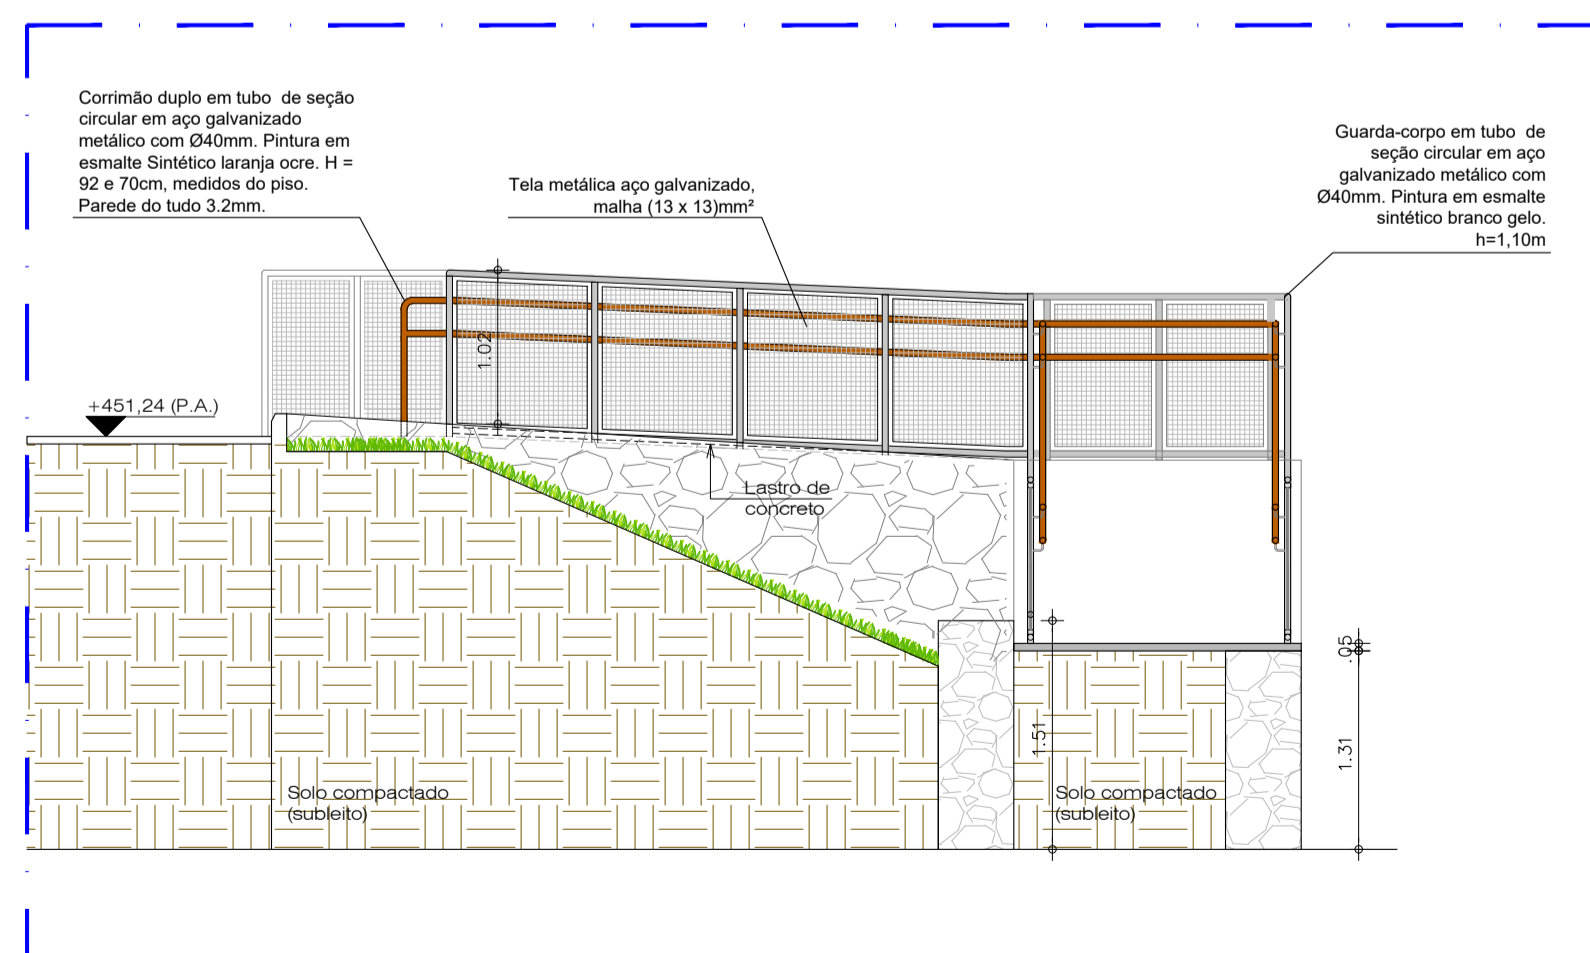 Corrimão duplo em tubo de seção
circular em aço galvanizado
metálico com Ø40mm. Pintura em
esmalte Sintético laranja ocre. H =
92 e 70cm, medidos do piso.
Parede do tudo 3.2mm.
Tela metálica aço galvanizado,
malha (13 x 13)mm²
Guarda-corpo em tubo de
seção circular em aço
galvanizado metálico com
Ø40mm. Pintura em esmalte
sintético branco gelo.
h=1,10m
1.02
+451,24 (P.A.)
Lastro de
concreto
.05
1.51
1.31
Solo compactado
(subleito)
Solo compactado
(subleito)